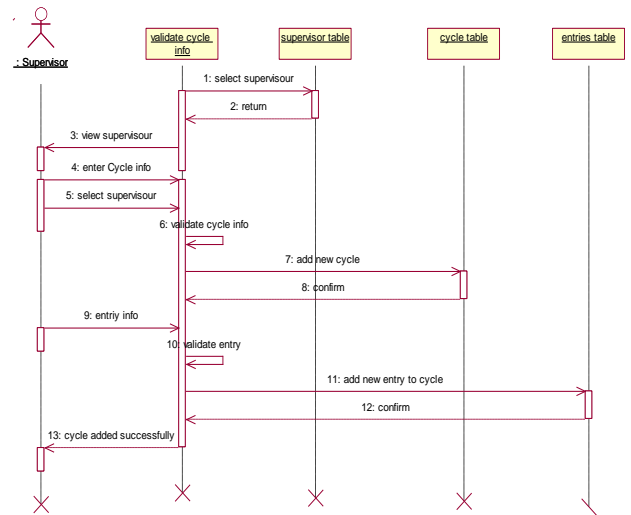 : Supervisor
validate cycle
info
supervisor table
cycle table
entries table
1: select supervisour
2: return
3: view supervisour
4: enter Cycle info
5: select supervisour
6: validate cycle info
7: add new cycle
8: confirm
9: entriy info
10: validate entry
11: add new entry to cycle
12: confirm
13: cycle added successfully